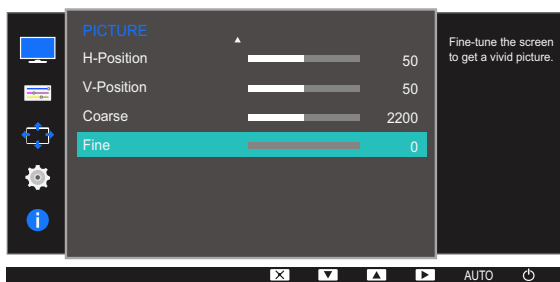 PICTURE
H-Position 50
V-Position 50
Coarse 2200
Fine 0
Fine-tune the screen
to get a vivid picture.
i
AUTO